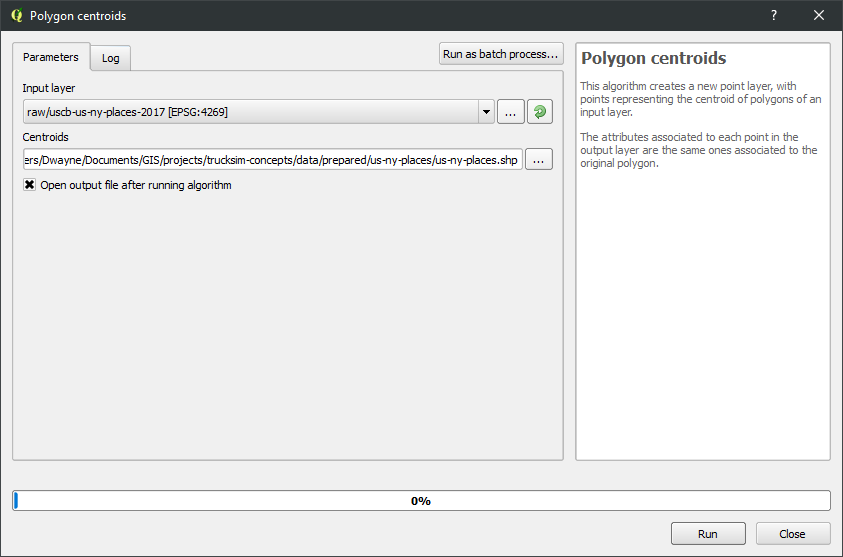 Polygon centroids
?
Parameters
Log
Run as batch process...
Input layer
raw/uscb-us-ny-places-2017 [EPSG:4269]
...
Centroids
ers/Dwayne/Documents/GIS/projects/trucksim-concepts/data/prepared/us-ny-places/us-ny-places.shp
...
Open output file after running algorithm
Polygon centroids
This algorithm creates a new point layer, with
points representing the centroid of polygons of an
input layer.
The attributes associated to each point in the
output layer are the same ones associated to the
original polygon.
0%
Run
Close